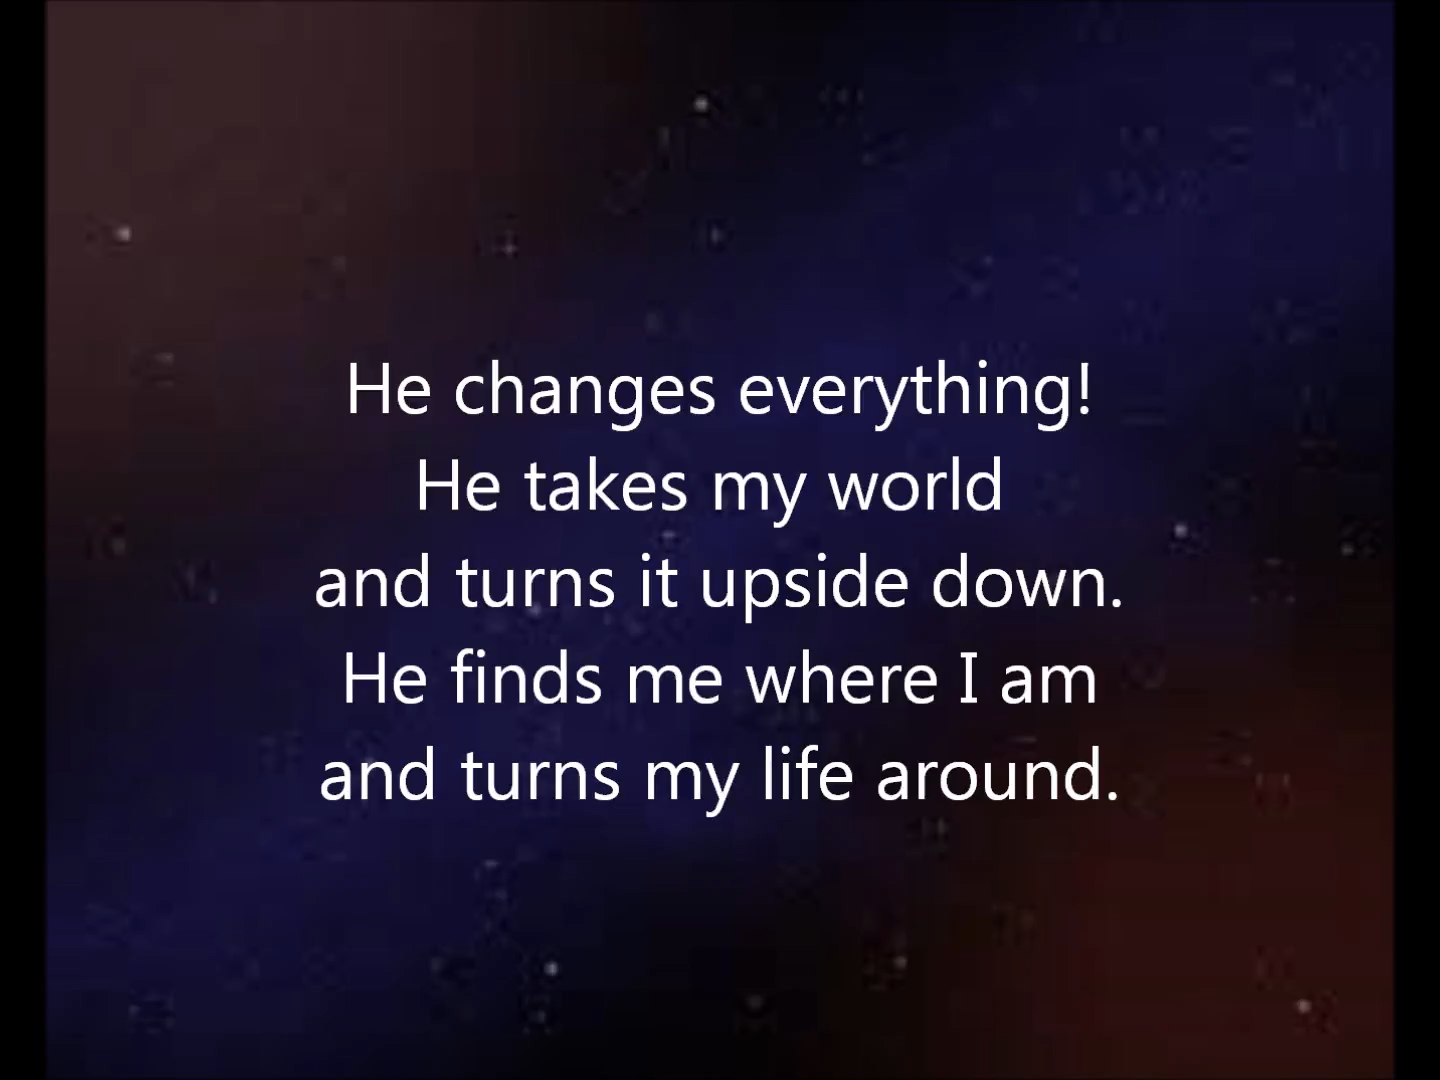 He changes everything!
He takes my world
and turns it upside down.
He finds me where I am
and turns my life around.